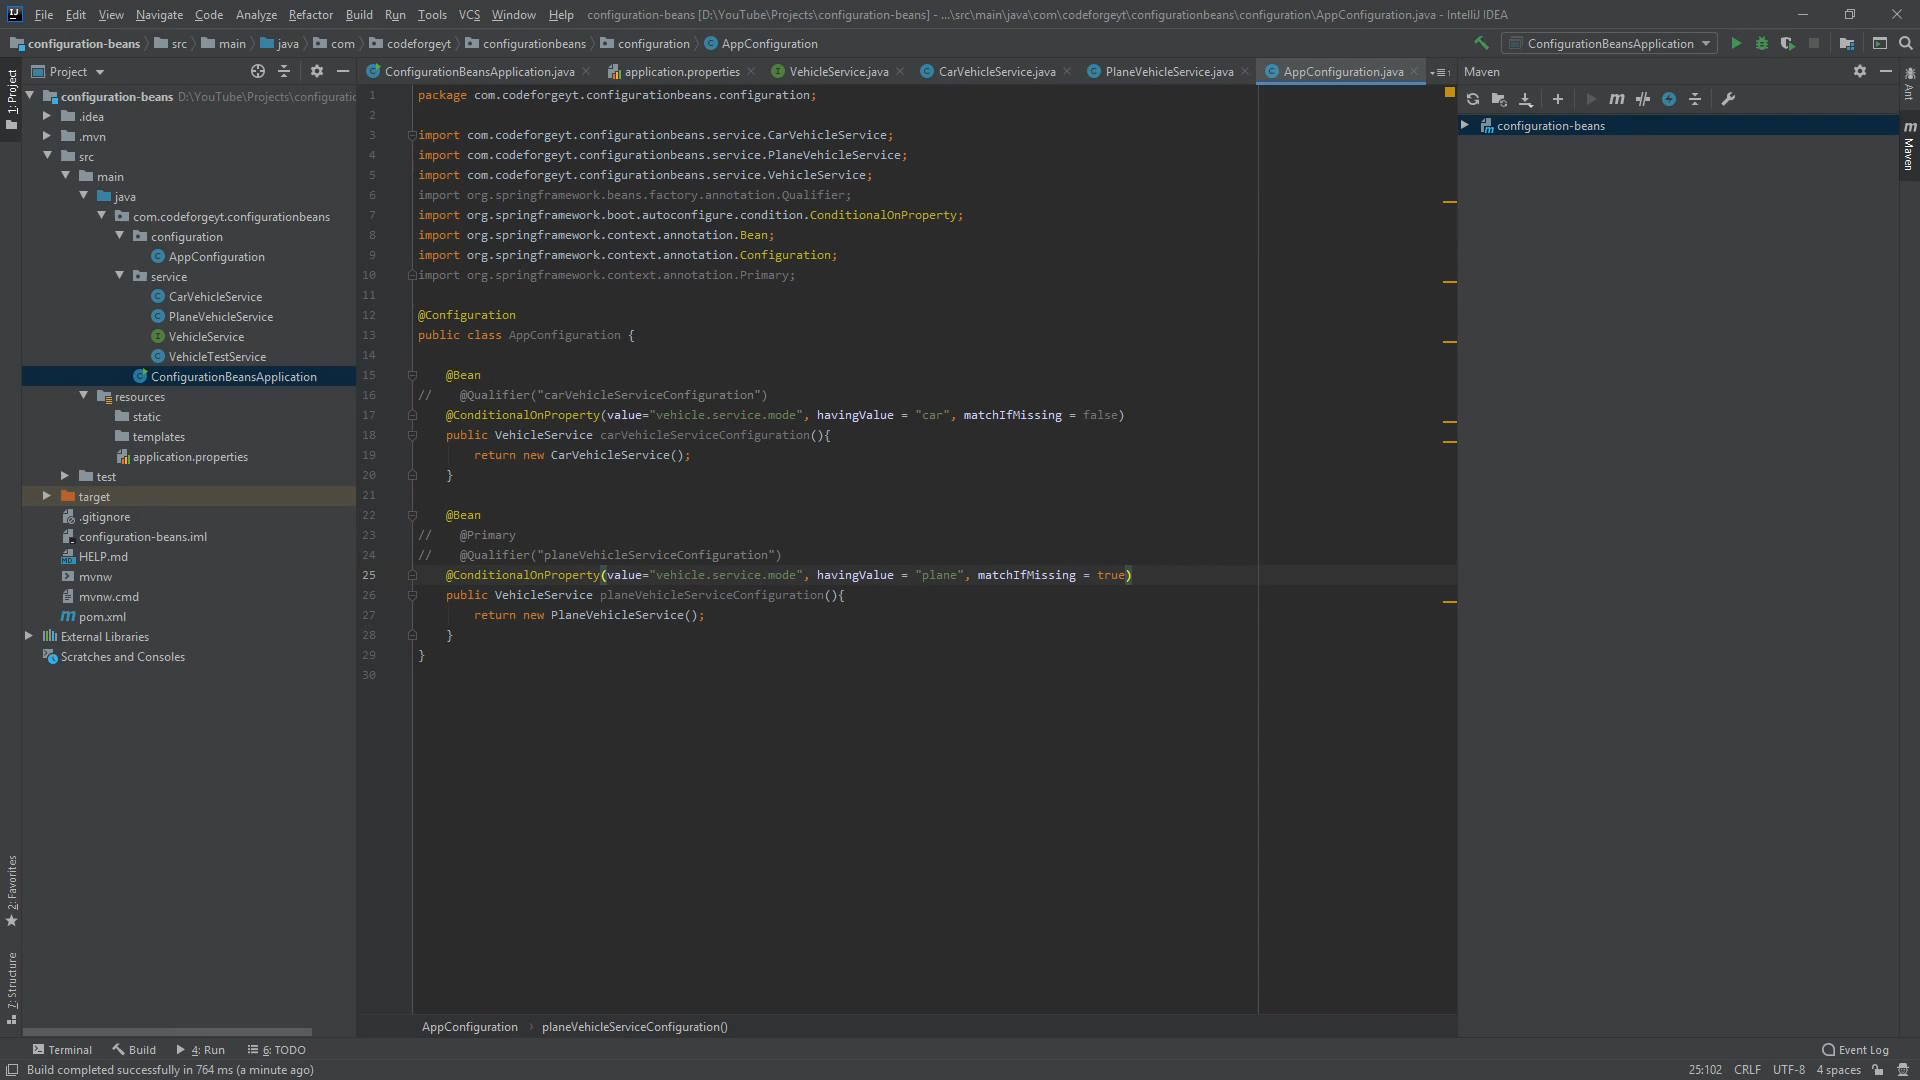 File Edit View Navigate Code Analyze Refactor Build Run Tools VCS Window Help configuration-beans [D:\YouTube\Projects\configuration-beans] - ...\src\main\java\com\codeforgeyt\configurationbeans\configuration\AppConfiguration.java - IntelliJ IDEA
configuration-beans src main java com codeforgeyt configurationbeans configuration AppConfiguration ConfigurationBeansApplication
Project
ConfigurationBeansApplication.java application.properties VehicleService.java CarVehicleService.java PlaneVehicleService.java AppConfiguration.java
Maven
1: Project
2: Favorites
7: Structure
configuration-beans D:\YouTube\Projects\configuratio
.idea
.mvn
src
main
java
com.codeforgeyt.configurationbeans
configuration
AppConfiguration
service
CarVehicleService
PlaneVehicleService
VehicleService
VehicleTestService
ConfigurationBeansApplication
resources
static
templates
application.properties
test
target
.gitignore
configuration-beans.iml
HELP.md
mvnw
mvnw.cmd
pom.xml
External Libraries
Scratches and Consoles
1 package com.codeforgeyt.configurationbeans.configuration;
2
3 import com.codeforgeyt.configurationbeans.service.CarVehicleService;
4 import com.codeforgeyt.configurationbeans.service.PlaneVehicleService;
5 import com.codeforgeyt.configurationbeans.service.VehicleService;
6 import org.springframework.beans.factory.annotation.Qualifier;
7 import org.springframework.boot.autoconfigure.condition.ConditionalOnProperty;
8 import org.springframework.context.annotation.Bean;
9 import org.springframework.context.annotation.Configuration;
10 import org.springframework.context.annotation.Primary;
11
12 @Configuration
13 public class AppConfiguration {
14
15 @Bean
16 // @Qualifier("carVehicleServiceConfiguration")
17 @ConditionalOnProperty(value="vehicle.service.mode", havingValue = "car", matchIfMissing = false)
18 public VehicleService carVehicleServiceConfiguration(){
19 return new CarVehicleService();
20 }
21
22 @Bean
23 // @Primary
24 // @Qualifier("planeVehicleServiceConfiguration")
25 @ConditionalOnProperty(value="vehicle.service.mode", havingValue = "plane", matchIfMissing = true)
26 public VehicleService planeVehicleServiceConfiguration(){
27 return new PlaneVehicleService();
28 }
29 }
30
AppConfiguration planeVehicleServiceConfiguration()
configuration-beans
Ant
Maven
Terminal Build 4: Run 6: TODO Event Log
Build completed successfully in 764 ms (a minute ago) 25:102 CRLF UTF-8 4 spaces